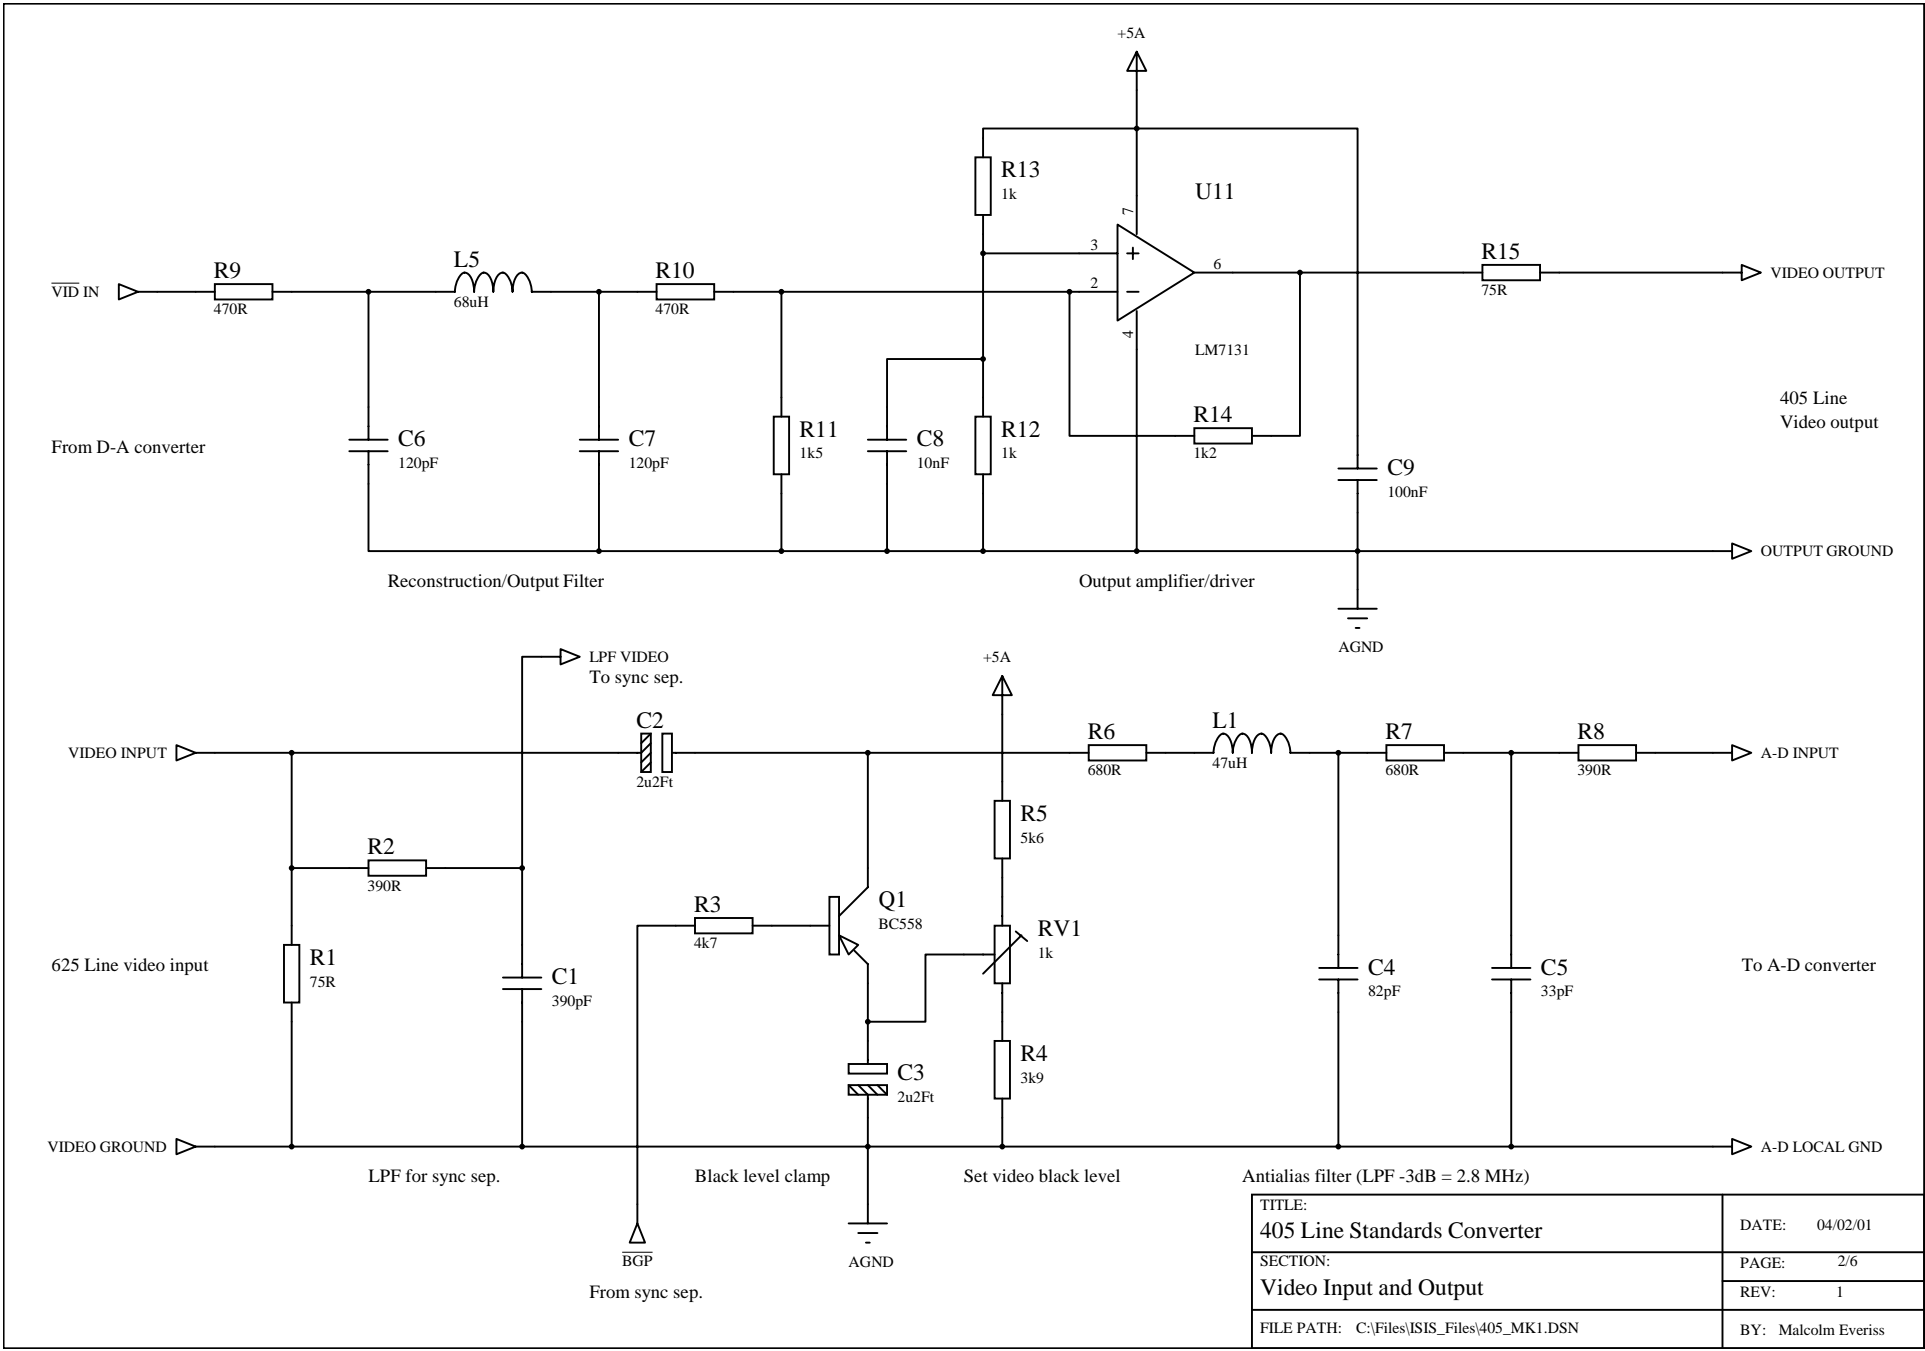 +5A
R13
1k
U11
7
3
+
2
−
4
6
LM7131
R9
470R
L5
68uH
R10
470R
R15
75R
VID IN
VIDEO OUTPUT
From D-A converter
C6
120pF
C7
120pF
R11
1k5
C8
10nF
R12
1k
R14
1k2
C9
100nF
405 Line
Video output
OUTPUT GROUND
Reconstruction/Output Filter
Output amplifier/driver
AGND
LPF VIDEO
To sync sep.
+5A
VIDEO INPUT
C2
2u2Ft
R6
680R
L1
47uH
R7
680R
R8
390R
A-D INPUT
R2
390R
R5
5k6
625 Line video input
R1
75R
C1
390pF
R3
4k7
Q1
BC558
RV1
1k
C4
82pF
C5
33pF
To A-D converter
C3
2u2Ft
R4
3k9
VIDEO GROUND
A-D LOCAL GND
LPF for sync sep.
Black level clamp
Set video black level
Antialias filter (LPF -3dB = 2.8 MHz)
BGP
From sync sep.
AGND
TITLE:
405 Line Standards Converter
DATE: 04/02/01
SECTION:
Video Input and Output
PAGE: 2/6
REV: 1
FILE PATH: C:\Files\ISIS_Files\405_MK1.DSN
BY: Malcolm Everiss